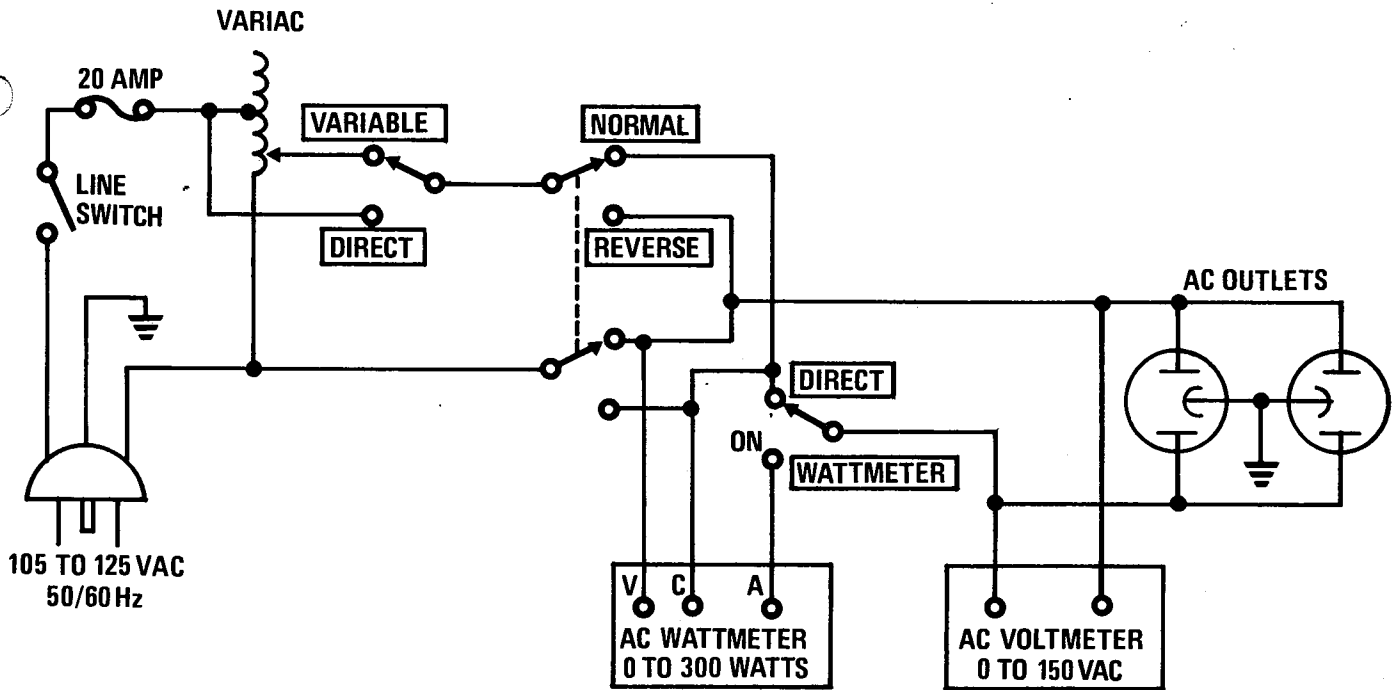 VARIAC
20 AMP
VARIABLE
NORMAL
LINE
SWITCH
DIRECT
REVERSE
AC OUTLETS
DIRECT
ON
WATTMETER
105 TO 125 VAC
50/60 Hz
V C A
AC WATTMETER
0 TO 300 WATTS
AC VOLTMETER
0 TO 150 VAC